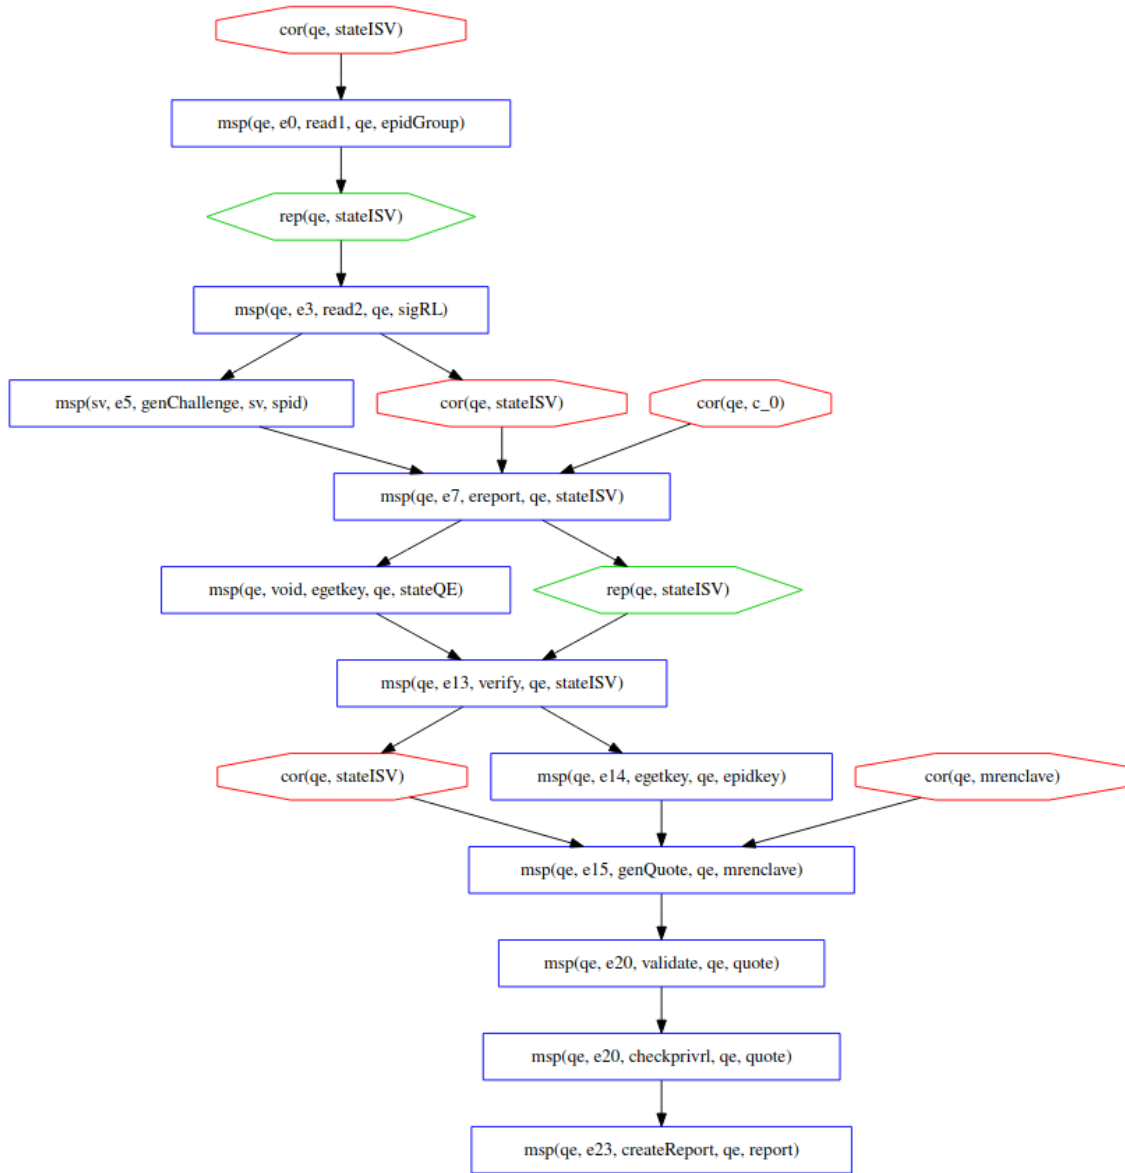 cor(qe, stateISV)
msp(qe, e0, read1, qe, epidGroup)
rep(qe, stateISV)
msp(qe, e3, read2, qe, sigRL)
msp(sv, e5, genChallenge, sv, spid)
cor(qe, stateISV)
cor(qe, c_0)
msp(qe, e7, ereport, qe, stateISV)
msp(qe, void, egetkey, qe, stateQE)
rep(qe, stateISV)
msp(qe, e13, verify, qe, stateISV)
cor(qe, stateISV)
msp(qe, e14, egetkey, qe, epidkey)
cor(qe, mrenclave)
msp(qe, e15, genQuote, qe, mrenclave)
msp(qe, e20, validate, qe, quote)
msp(qe, e20, checkprivrl, qe, quote)
msp(qe, e23, createReport, qe, report)